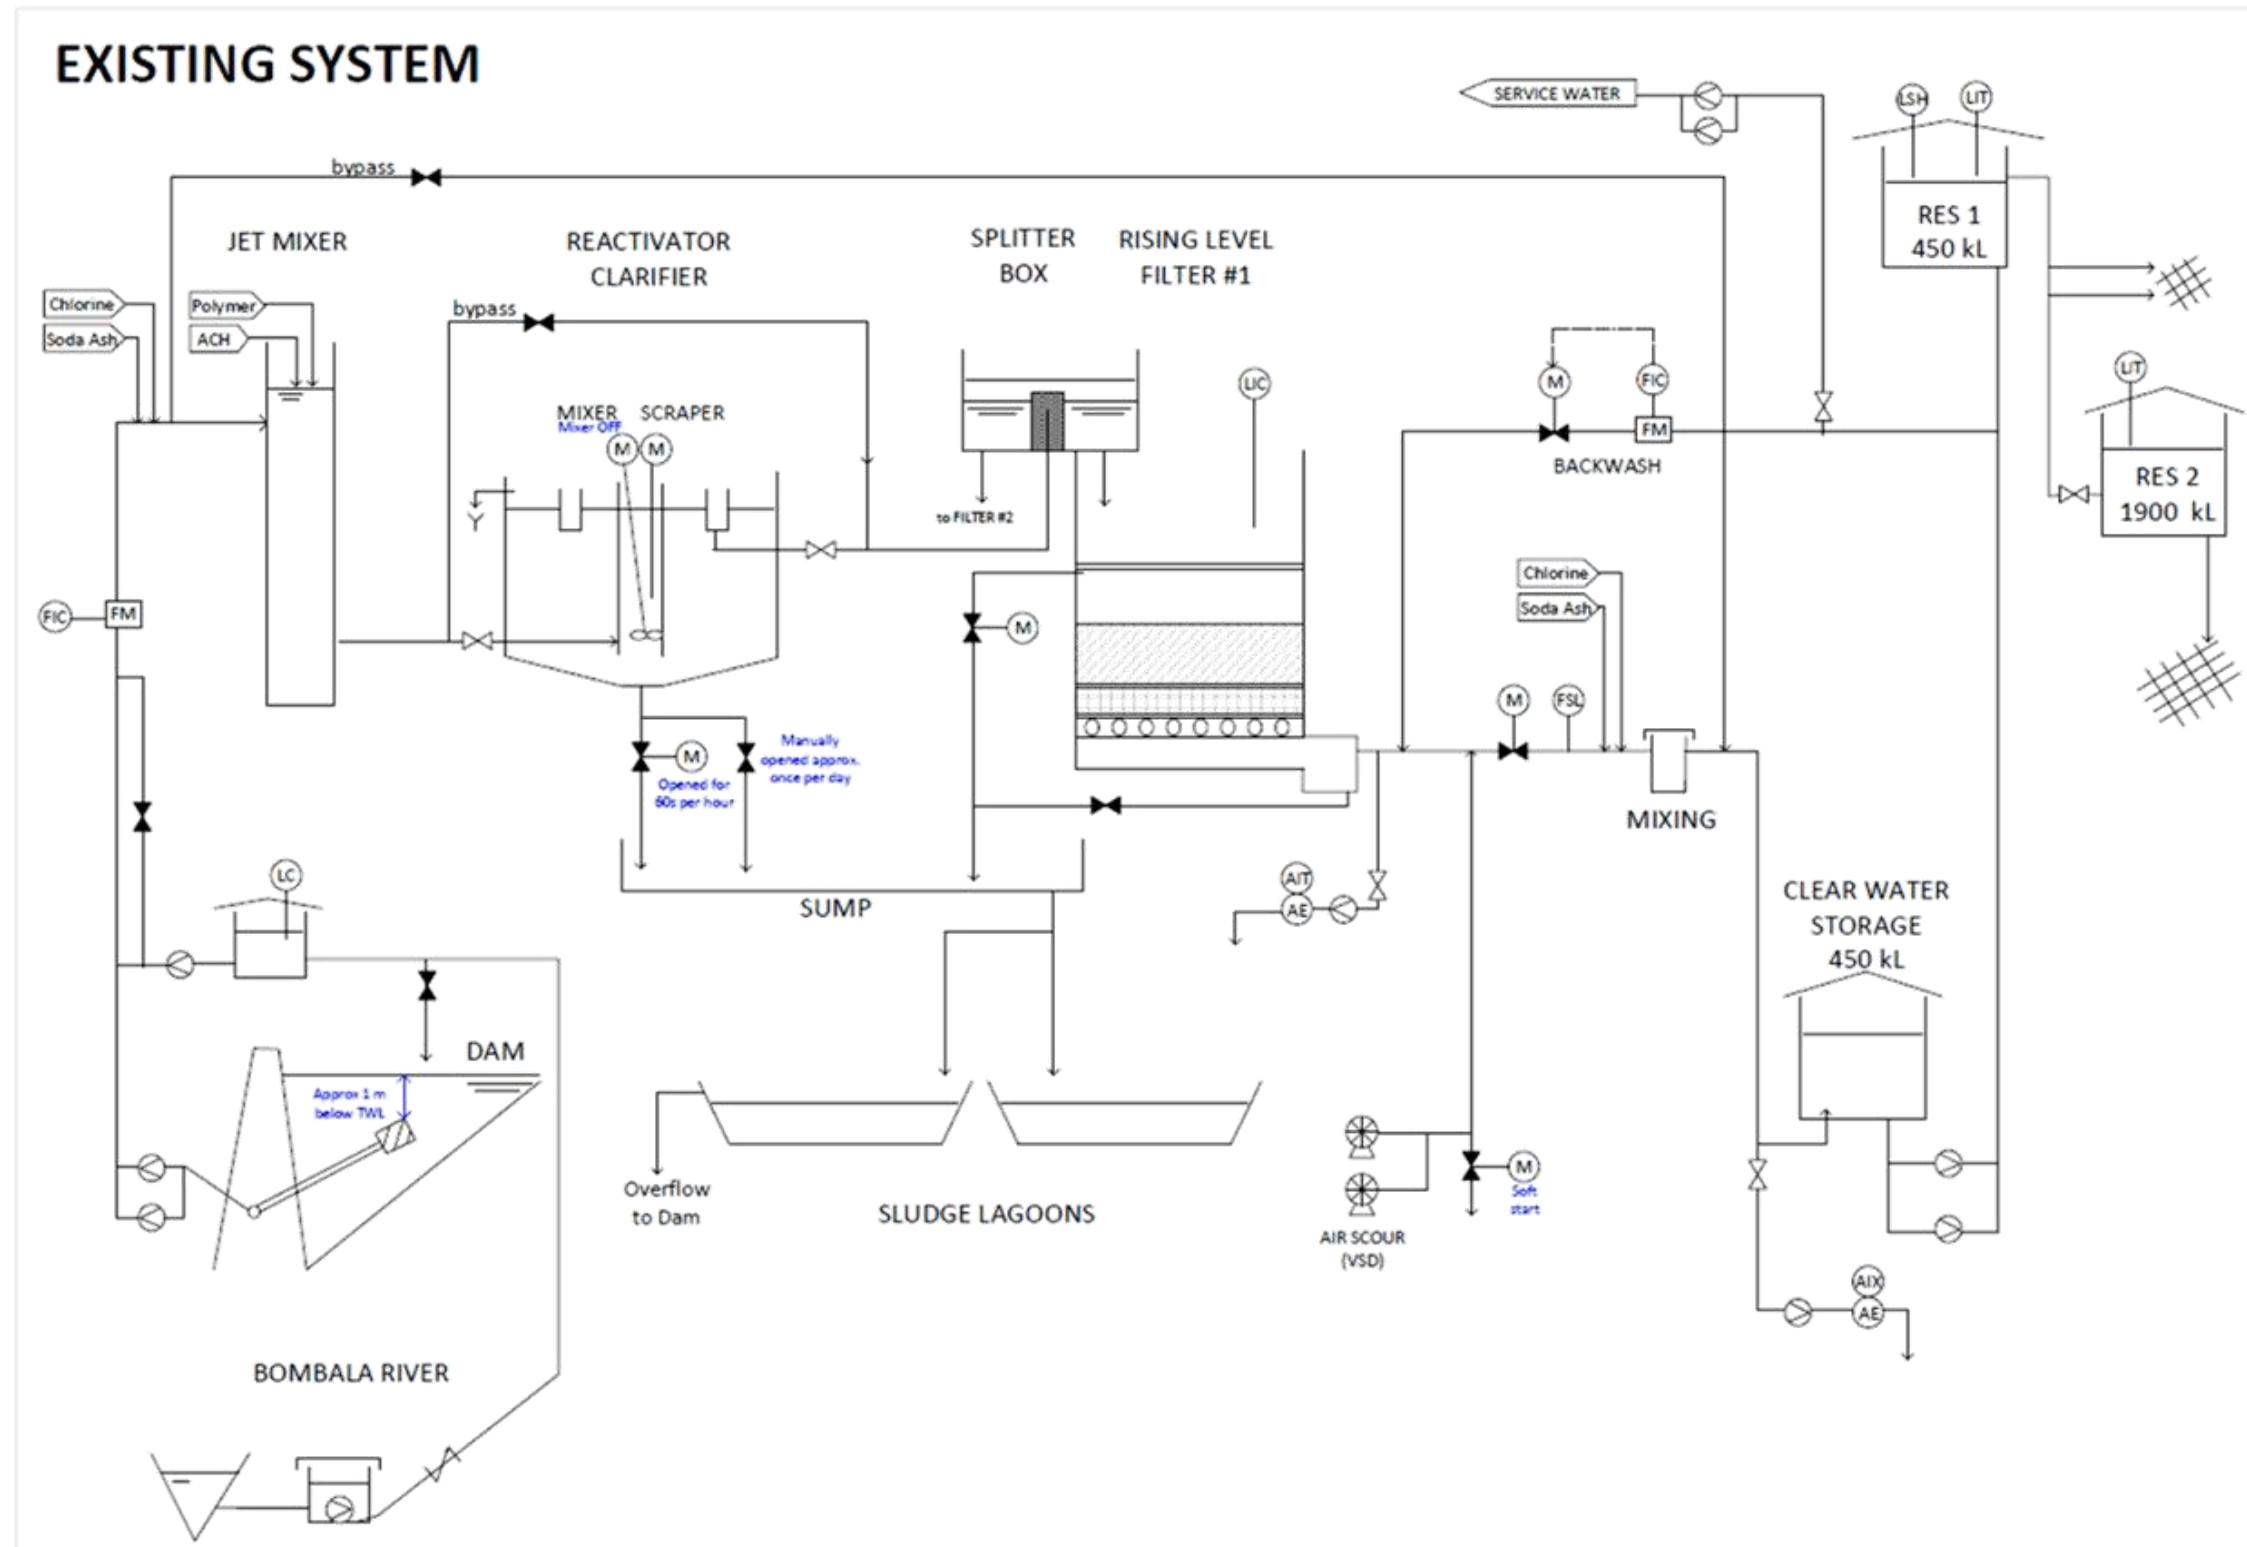 EXISTING SYSTEM
SERVICE WATER
LSH
LIT
bypass
RES 1
450 kL
JET MIXER
REACTIVATOR
CLARIFIER
SPLITTER
BOX
RISING LEVEL
FILTER #1
Chlorine
Soda Ash
Polymer
ACH
bypass
LIC
M
FIC
FM
BACKWASH
LIT
RES 2
1900 kL
MIXER
Mixer OFF
SCRAPER
M
M
to FILTER #2
Chlorine
Soda Ash
FIC
FM
M
M
FSL
M
Opened for
60s per hour
Manually
opened approx.
once per day
MIXING
LC
SUMP
AIT
AE
CLEAR WATER
STORAGE
450 kL
DAM
Approx 1 m
below TWL
Overflow
to Dam
SLUDGE LAGOONS
M
Soft
start
AIR SCOUR
(VSD)
AIX
AE
BOMBALA RIVER